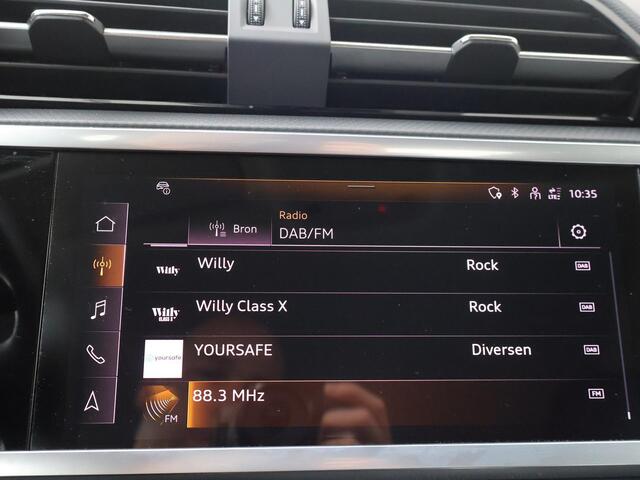 10:35
Radio
Bron DAB/FM
Willy Willy Rock DAB
Willy CLASS X Willy Class X Rock DAB
yoursafe YOURSAFE Diversen DAB
88.3 MHz FM
FM